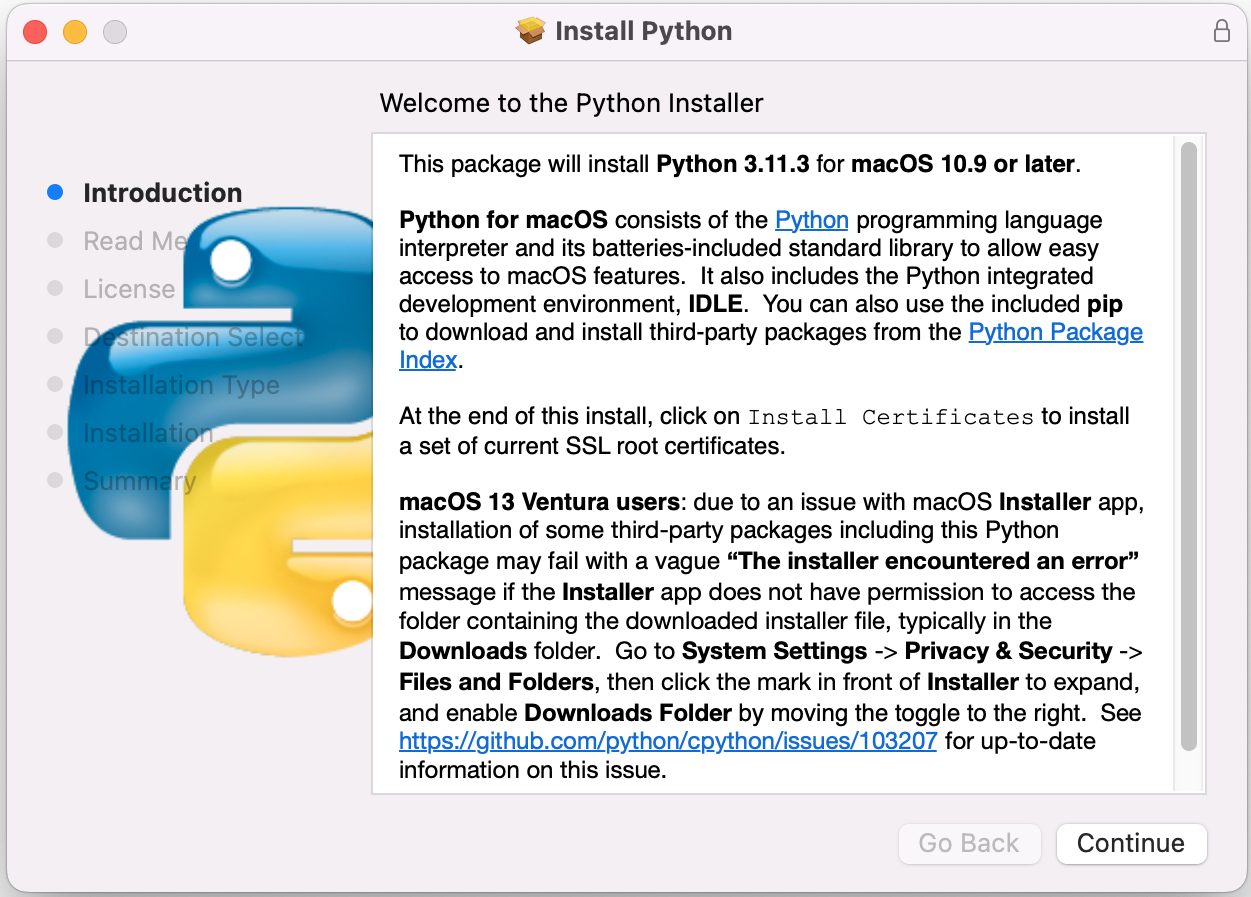 Install Python
Welcome to the Python Installer
Introduction
Read Me
License
Destination Select
Installation Type
Installation
Summary
This package will install Python 3.11.3 for macOS 10.9 or later.
Python for macOS consists of the Python programming language
interpreter and its batteries-included standard library to allow easy
access to macOS features.  It also includes the Python integrated
development environment, IDLE.  You can also use the included pip
to download and install third-party packages from the Python Package
Index.
At the end of this install, click on Install Certificates to install
a set of current SSL root certificates.
macOS 13 Ventura users: due to an issue with macOS Installer app,
installation of some third-party packages including this Python
package may fail with a vague “The installer encountered an error”
message if the Installer app does not have permission to access the
folder containing the downloaded installer file, typically in the
Downloads folder.  Go to System Settings -> Privacy & Security ->
Files and Folders, then click the mark in front of Installer to expand,
and enable Downloads Folder by moving the toggle to the right.  See
https://github.com/python/cpython/issues/103207 for up-to-date
information on this issue.
Go Back
Continue